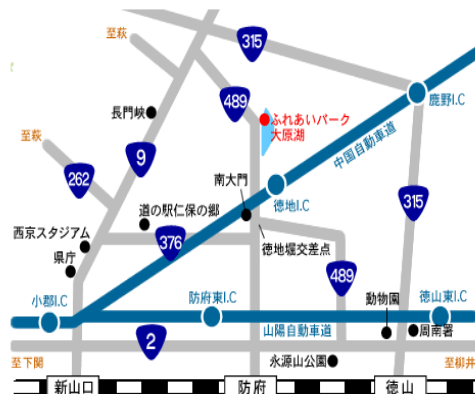 至萩
315
489
鹿野I.C
ふれあいパーク
大原湖
長門峡
中国自動車道
至萩
9
262
南大門
徳地I.C
315
道の駅仁保の郷
西京スタジアム
376
徳地堀交差点
県庁
489
小郡I.C
防府東I.C
動物園
徳山東I.C
2
山陽自動車道
周南署
至下関
永源山公園
至柳井
新山口
防府
徳山